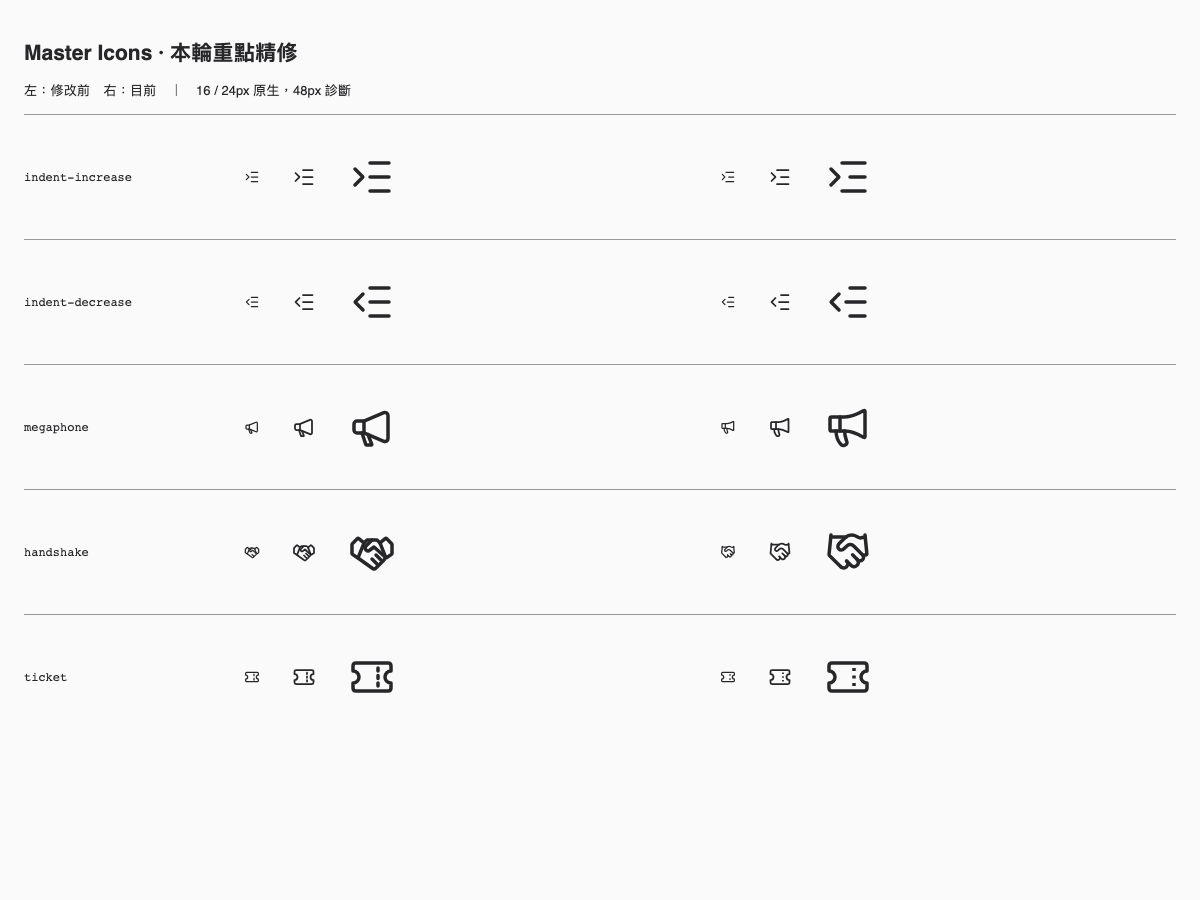 Master Icons · 本輪重點精修
左：修改前　右：目前　｜　16 / 24px 原生，48px 診斷
indent-increase
indent-decrease
megaphone
handshake
ticket